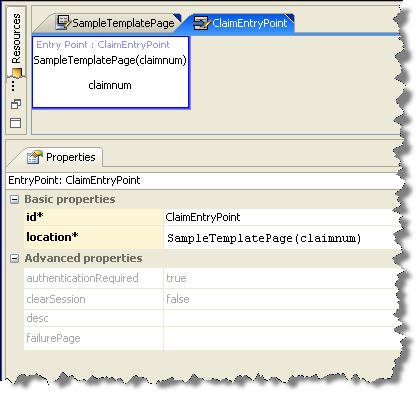 Resources
SampleTemplatePage ClaimEntryPoint
Entry Point : ClaimEntryPoint
SampleTemplatePage(claimnum)
claimnum
Properties
EntryPoint: ClaimEntryPoint
Basic properties
id* ClaimEntryPoint
location* SampleTemplatePage(claimnum)
Advanced properties
authenticationRequired true
clearSession false
desc
failurePage